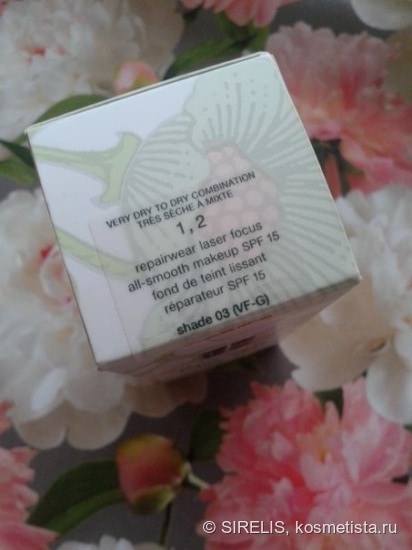 VERY DRY TO DRY COMBINATION
TRÈS SÈCHE À MIXTE
1,2
repairwear laser focus
all-smooth makeup SPF 15
fond de teint lissant
réparateur SPF 15
shade 03 (VF-G)
© SIRELIS, kosmetista.ru